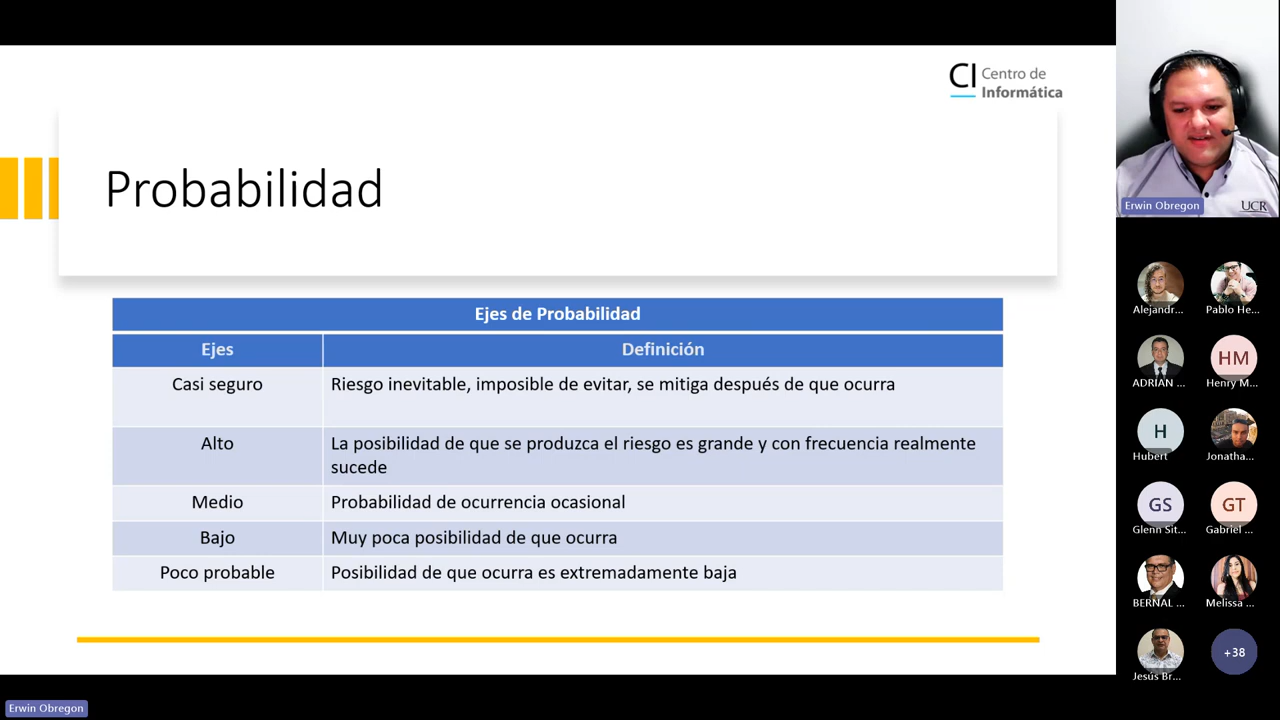 CI Centro de
Informática
Probabilidad
Ejes de Probabilidad
Ejes
Definición
Casi seguro
Riesgo inevitable, imposible de evitar, se mitiga después de que ocurra
Alto
La posibilidad de que se produzca el riesgo es grande y con frecuencia realmente
sucede
Medio
Probabilidad de ocurrencia ocasional
Bajo
Muy poca posibilidad de que ocurra
Poco probable
Posibilidad de que ocurra es extremadamente baja
Erwin Obregon
UCR
Alejandr...
Pablo He...
ADRIAN ...
HM
Henry M...
H
Hubert
Jonatha...
GS
Glenn Sit...
GT
Gabriel ...
BERNAL ...
Melissa ...
Jesús Br...
+38
Erwin Obregon